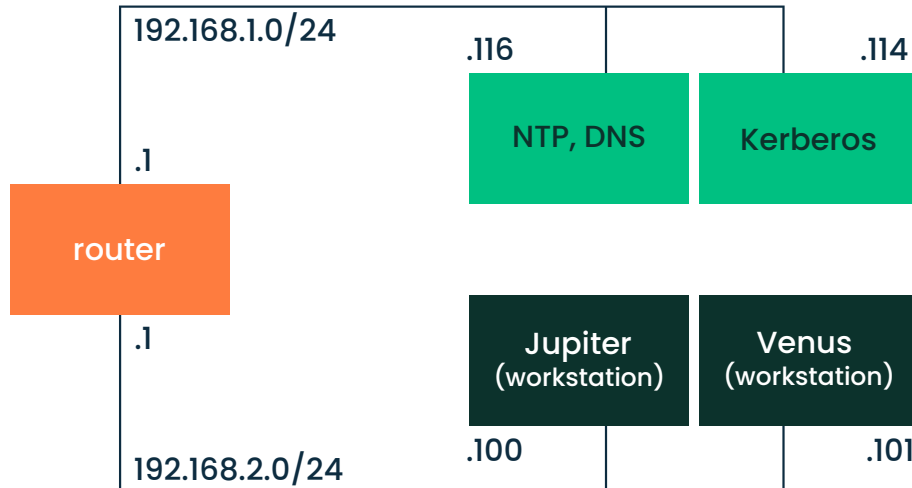 192.168.1.0/24
.116
.114
NTP, DNS
Kerberos
.1
router
.1
Jupiter
(workstation)
Venus
(workstation)
.100
.101
192.168.2.0/24